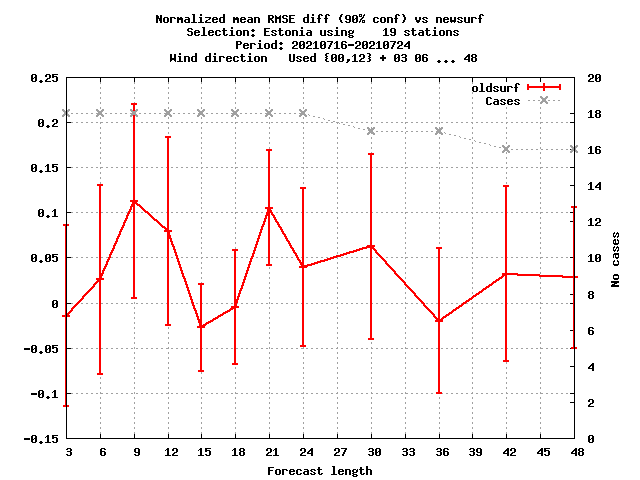 Normalized mean RMSE diff (90% conf) vs newsurf
Selection: Estonia using    19 stations
Period: 20210716-20210724
Wind direction   Used {00,12} + 03 06 ... 48
oldsurf
Cases
0.25
0.2
0.15
0.1
0.05
0
-0.05
-0.1
-0.15
20
18
16
14
12
10
8
6
4
2
0
No cases
3 6 9 12 15 18 21 24 27 30 33 36 39 42 45 48
Forecast length